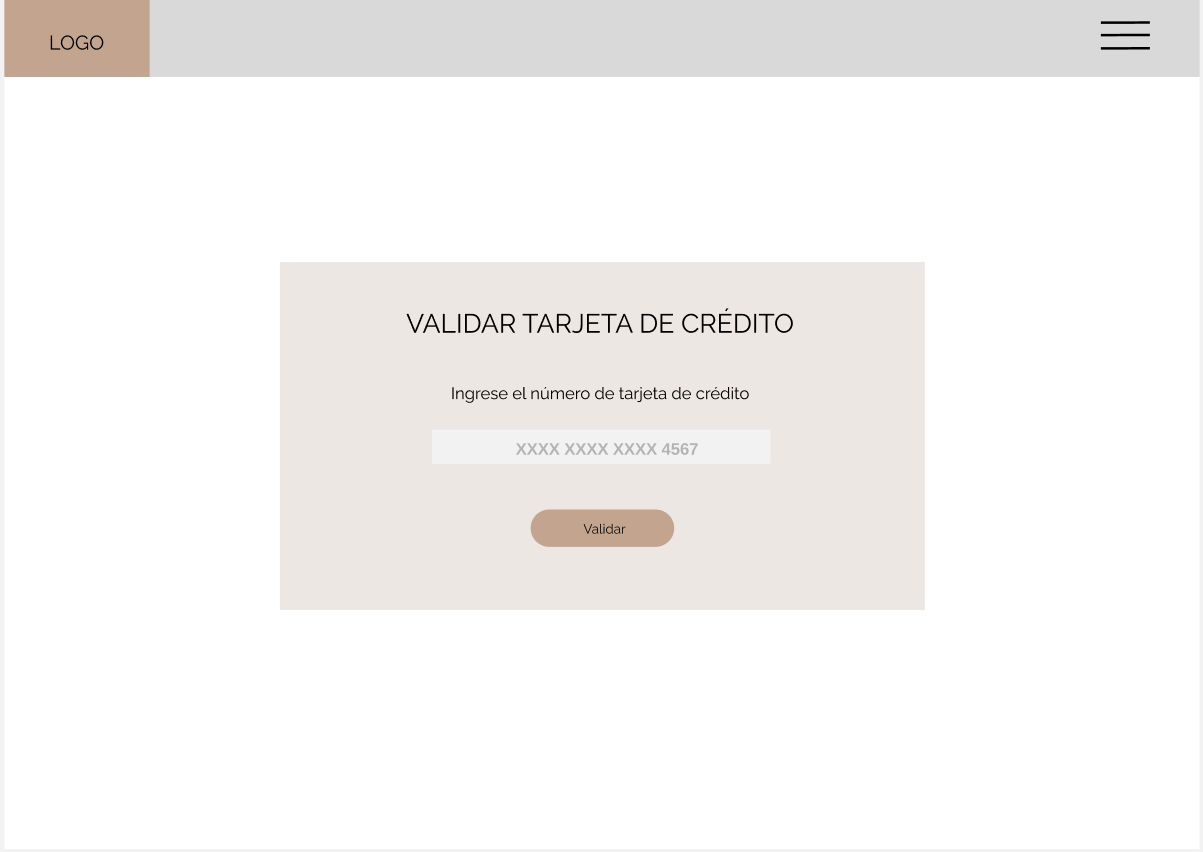 LOGO
VALIDAR TARJETA DE CRÉDITO
Ingrese el número de tarjeta de crédito
XXXX XXXX XXXX 4567
Validar